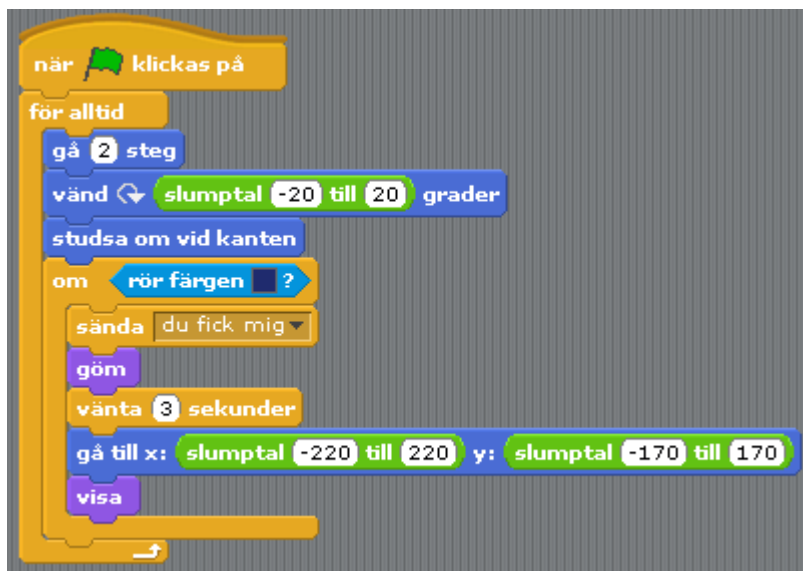 när klickas på
för alltid
gå 2 steg
vänd slumptal -20 till 20 grader
studsa om vid kanten
om rör färgen ?
sända du fick mig
göm
vänta 3 sekunder
gå till x: slumptal -220 till 220 y: slumptal -170 till 170
visa